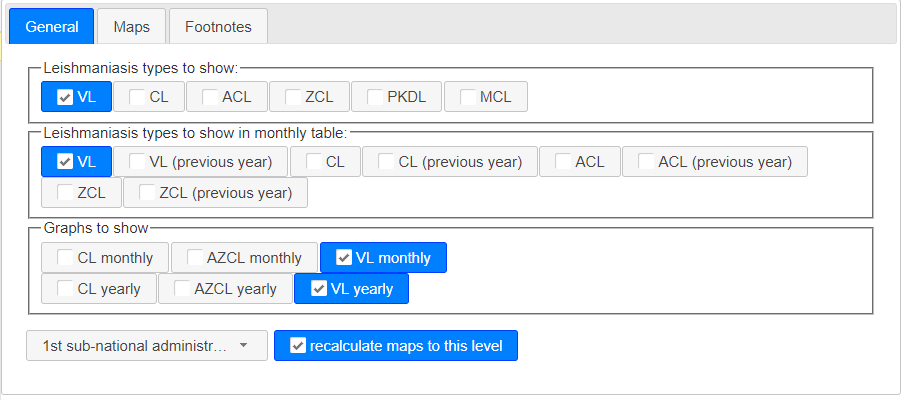 General Maps Footnotes
Leishmaniasis types to show:
VL CL ACL ZCL PKDL MCL
Leishmaniasis types to show in monthly table:
VL VL (previous year) CL CL (previous year) ACL ACL (previous year)
ZCL ZCL (previous year)
Graphs to show
CL monthly AZCL monthly VL monthly
CL yearly AZCL yearly VL yearly
1st sub-national administr... recalculate maps to this level